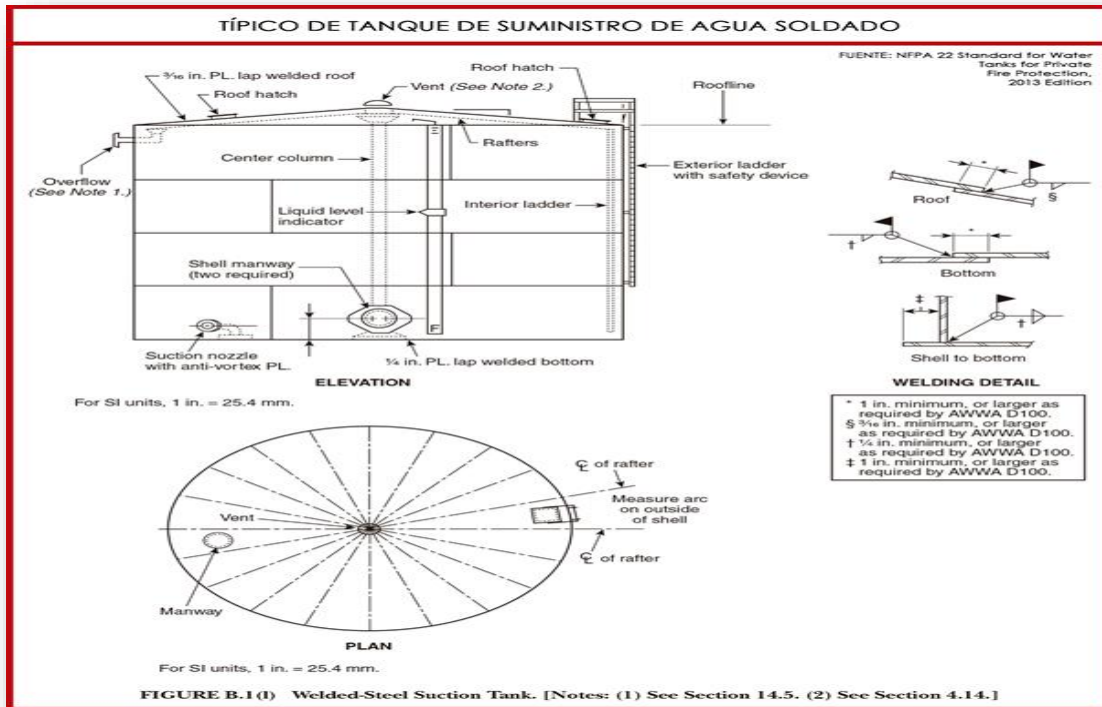 TÍPICO DE TANQUE DE SUMINISTRO DE AGUA SOLDADO
FUENTE: NFPA 22 Standard for Water
Tanks for Private
Fire Protection,
2013 Edition
3⁄16 in. PL. lap welded roof
Roof hatch
Vent (See Note 2.)
Roof hatch
Roofline
Rafters
Center column
Overflow
(See Note 1.)
Exterior ladder
with safety device
Liquid level
indicator
Interior ladder
Shell manway
(two required)
F
Suction nozzle
with anti-vortex PL.
1⁄4 in. PL. lap welded bottom
ELEVATION
For SI units, 1 in. = 25.4 mm.
*
§
Roof
†
*
Bottom
‡
†
Shell to bottom
WELDING DETAIL
* 1 in. minimum, or larger as
required by AWWA D100.
§ 3⁄16 in. minimum, or larger
as required by AWWA D100.
† 1⁄4 in. minimum, or larger
as required by AWWA D100.
‡ 1 in. minimum, or larger as
required by AWWA D100.
℄ of rafter
Measure arc
on outside
of shell
Vent
℄ of rafter
Manway
PLAN
For SI units, 1 in. = 25.4 mm.
FIGURE B.1(l) Welded-Steel Suction Tank. [Notes: (1) See Section 14.5. (2) See Section 4.14.]